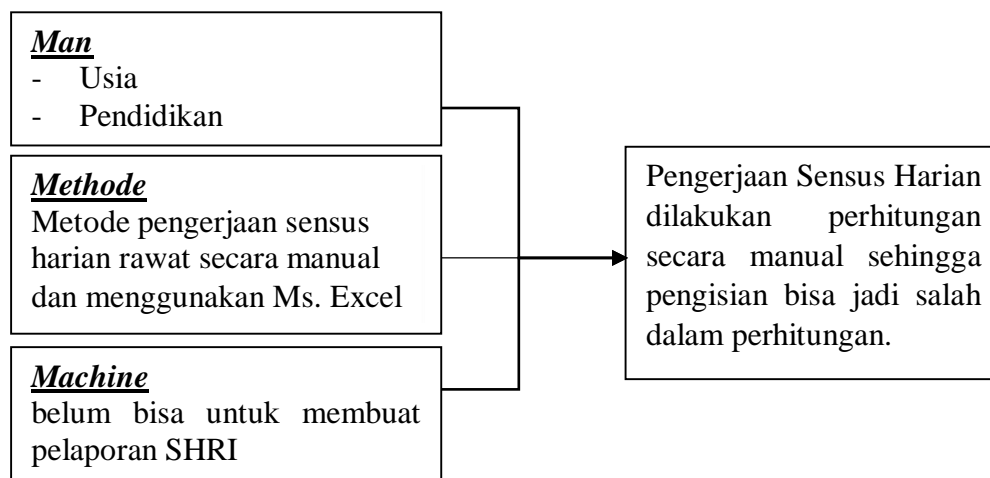 Man
- Usia
- Pendidikan
Methode
Metode pengerjaan sensus
harian rawat secara manual
dan menggunakan Ms. Excel
Machine
belum bisa untuk membuat
pelaporan SHRI
Pengerjaan Sensus Harian
dilakukan perhitungan
secara manual sehingga
pengisian bisa jadi salah
dalam perhitungan.